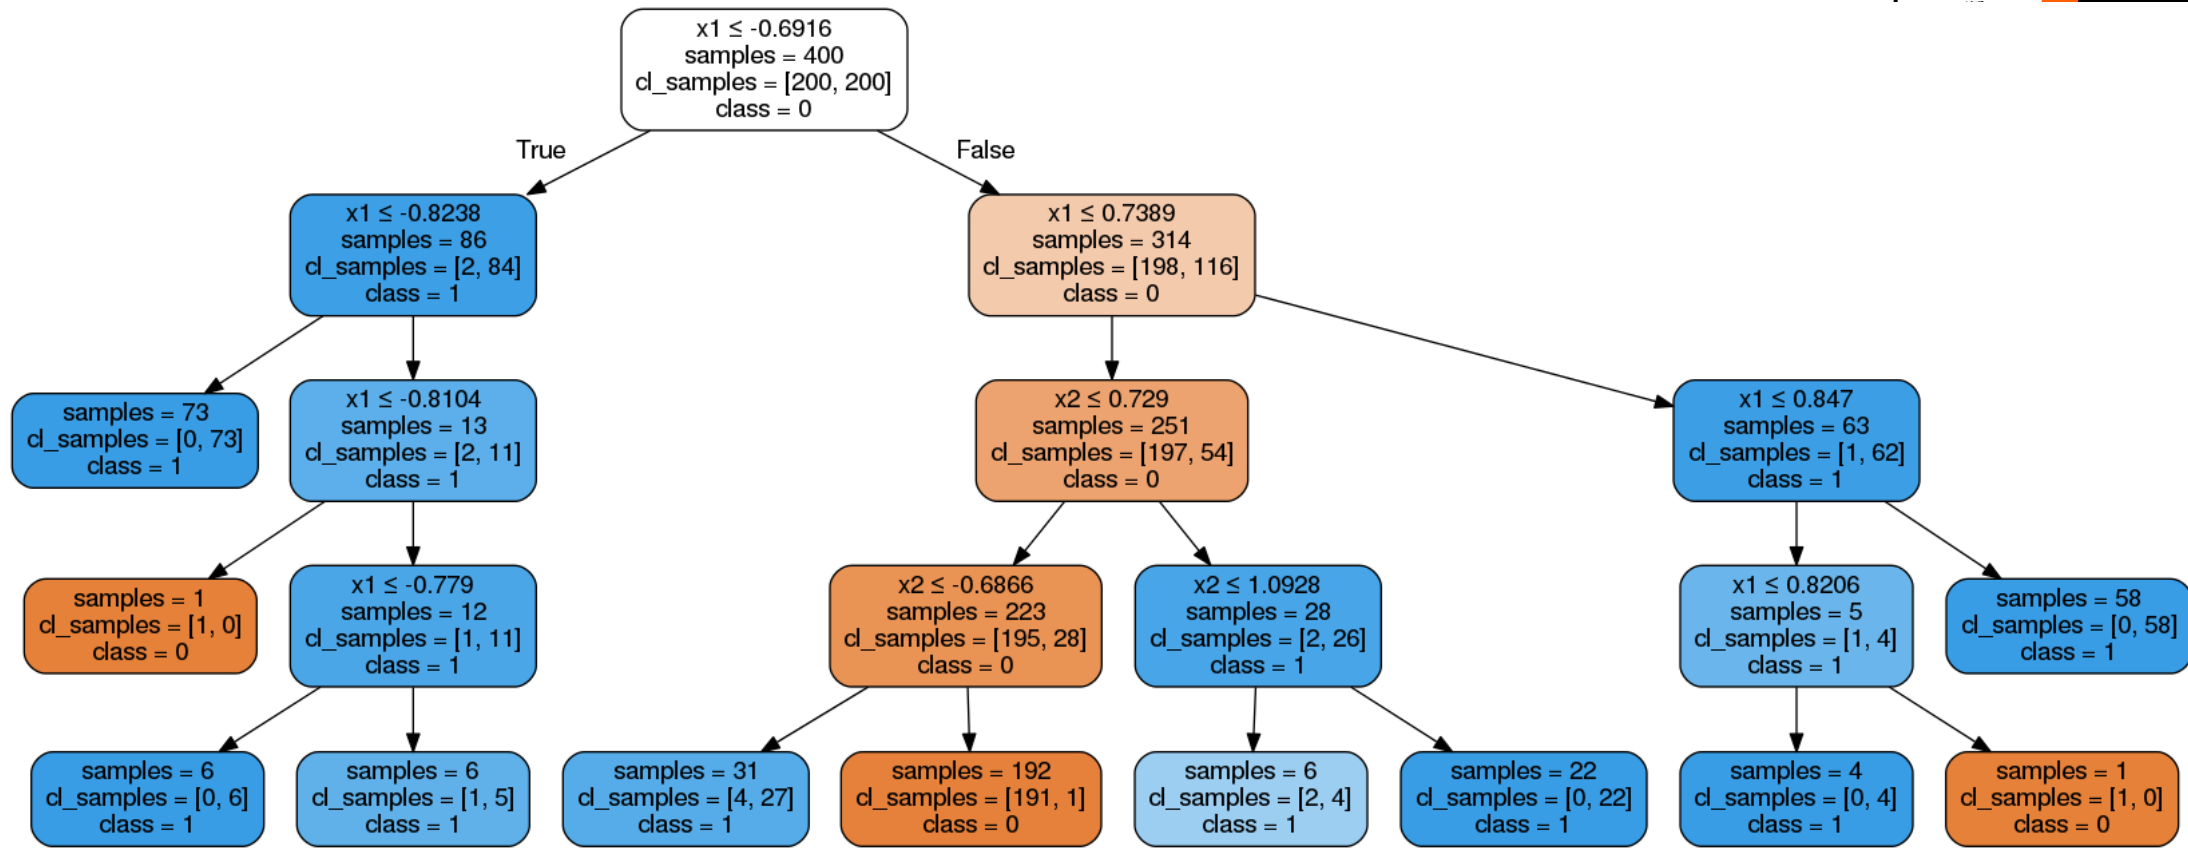 x1 ≤ -0.6916
samples = 400
cl_samples = [200, 200]
class = 0
True
False
x1 ≤ -0.8238
samples = 86
cl_samples = [2, 84]
class = 1
x1 ≤ 0.7389
samples = 314
cl_samples = [198, 116]
class = 0
samples = 73
cl_samples = [0, 73]
class = 1
x1 ≤ -0.8104
samples = 13
cl_samples = [2, 11]
class = 1
x2 ≤ 0.729
samples = 251
cl_samples = [197, 54]
class = 0
x1 ≤ 0.847
samples = 63
cl_samples = [1, 62]
class = 1
samples = 1
cl_samples = [1, 0]
class = 0
x1 ≤ -0.779
samples = 12
cl_samples = [1, 11]
class = 1
x2 ≤ -0.6866
samples = 223
cl_samples = [195, 28]
class = 0
x2 ≤ 1.0928
samples = 28
cl_samples = [2, 26]
class = 1
x1 ≤ 0.8206
samples = 5
cl_samples = [1, 4]
class = 1
samples = 58
cl_samples = [0, 58]
class = 1
samples = 6
cl_samples = [0, 6]
class = 1
samples = 6
cl_samples = [1, 5]
class = 1
samples = 31
cl_samples = [4, 27]
class = 1
samples = 192
cl_samples = [191, 1]
class = 0
samples = 6
cl_samples = [2, 4]
class = 1
samples = 22
cl_samples = [0, 22]
class = 1
samples = 4
cl_samples = [0, 4]
class = 1
samples = 1
cl_samples = [1, 0]
class = 0